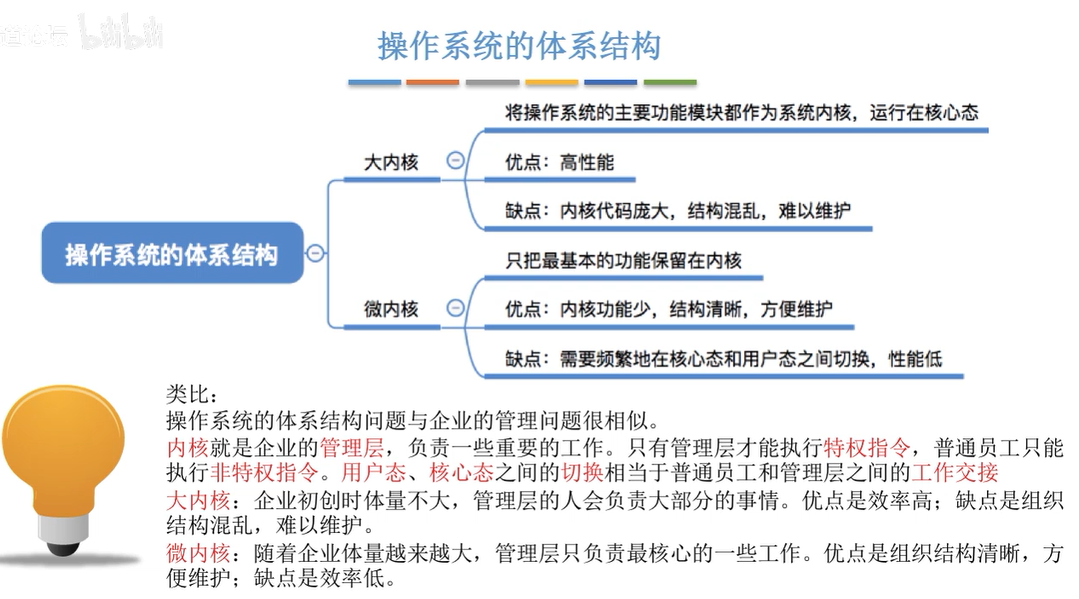 bilibili
操作系统的体系结构
将操作系统的主要功能模块都作为系统内核，运行在核心态
大内核
优点：高性能
缺点：内核代码庞大，结构混乱，难以维护
操作系统的体系结构
只把最基本的功能保留在内核
微内核
优点：内核功能少，结构清晰，方便维护
缺点：需要频繁地在核心态和用户态之间切换，性能低
类比：
操作系统的体系结构问题与企业的管理问题很相似。
内核就是企业的管理层，负责一些重要的工作。只有管理层才能执行特权指令，普通员工只能
执行非特权指令。用户态、核心态之间的切换相当于普通员工和管理层之间的工作交接
大内核：企业初创时体量不大，管理层的人会负责大部分的事情。优点是效率高；缺点是组织
结构混乱，难以维护。
微内核：随着企业体量越来越大，管理层只负责最核心的一些工作。优点是组织结构清晰，方
便维护；缺点是效率低。